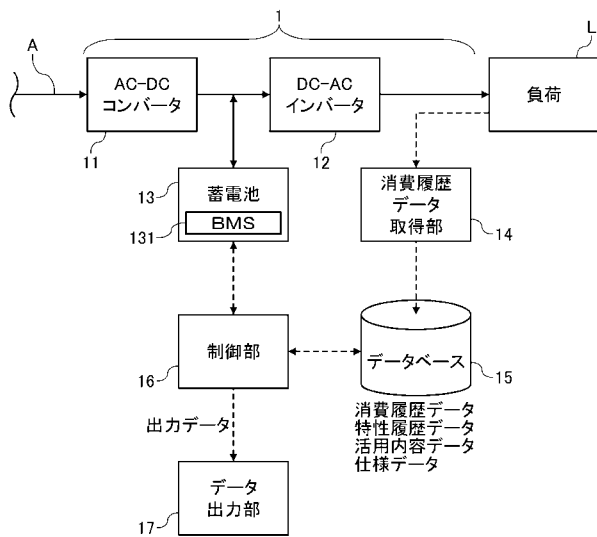 1
A
L
AC-DC
コンバータ
11
DC-AC
インバータ
12
負荷
13
蓄電池
131
BMS
消費履歴
データ
取得部
14
16
制御部
データベース
15
消費履歴データ
特性履歴データ
活用内容データ
仕様データ
出力データ
17
データ
出力部